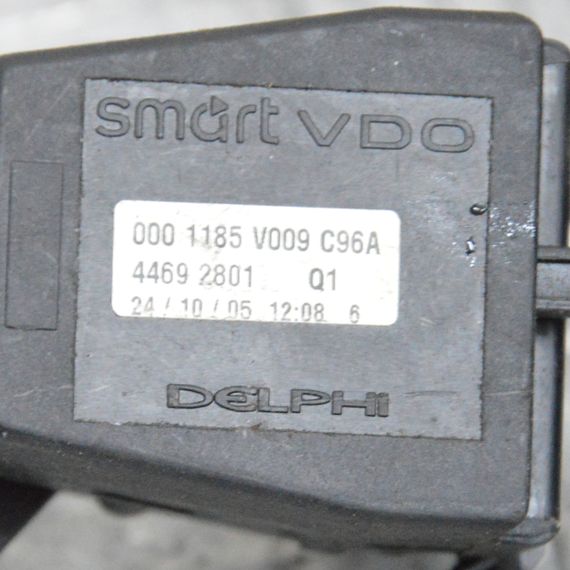 smart VDO
000 1185 V009 C96A
4469 2801 Q1
24 / 10 / 05 12:08 6
DELPHI